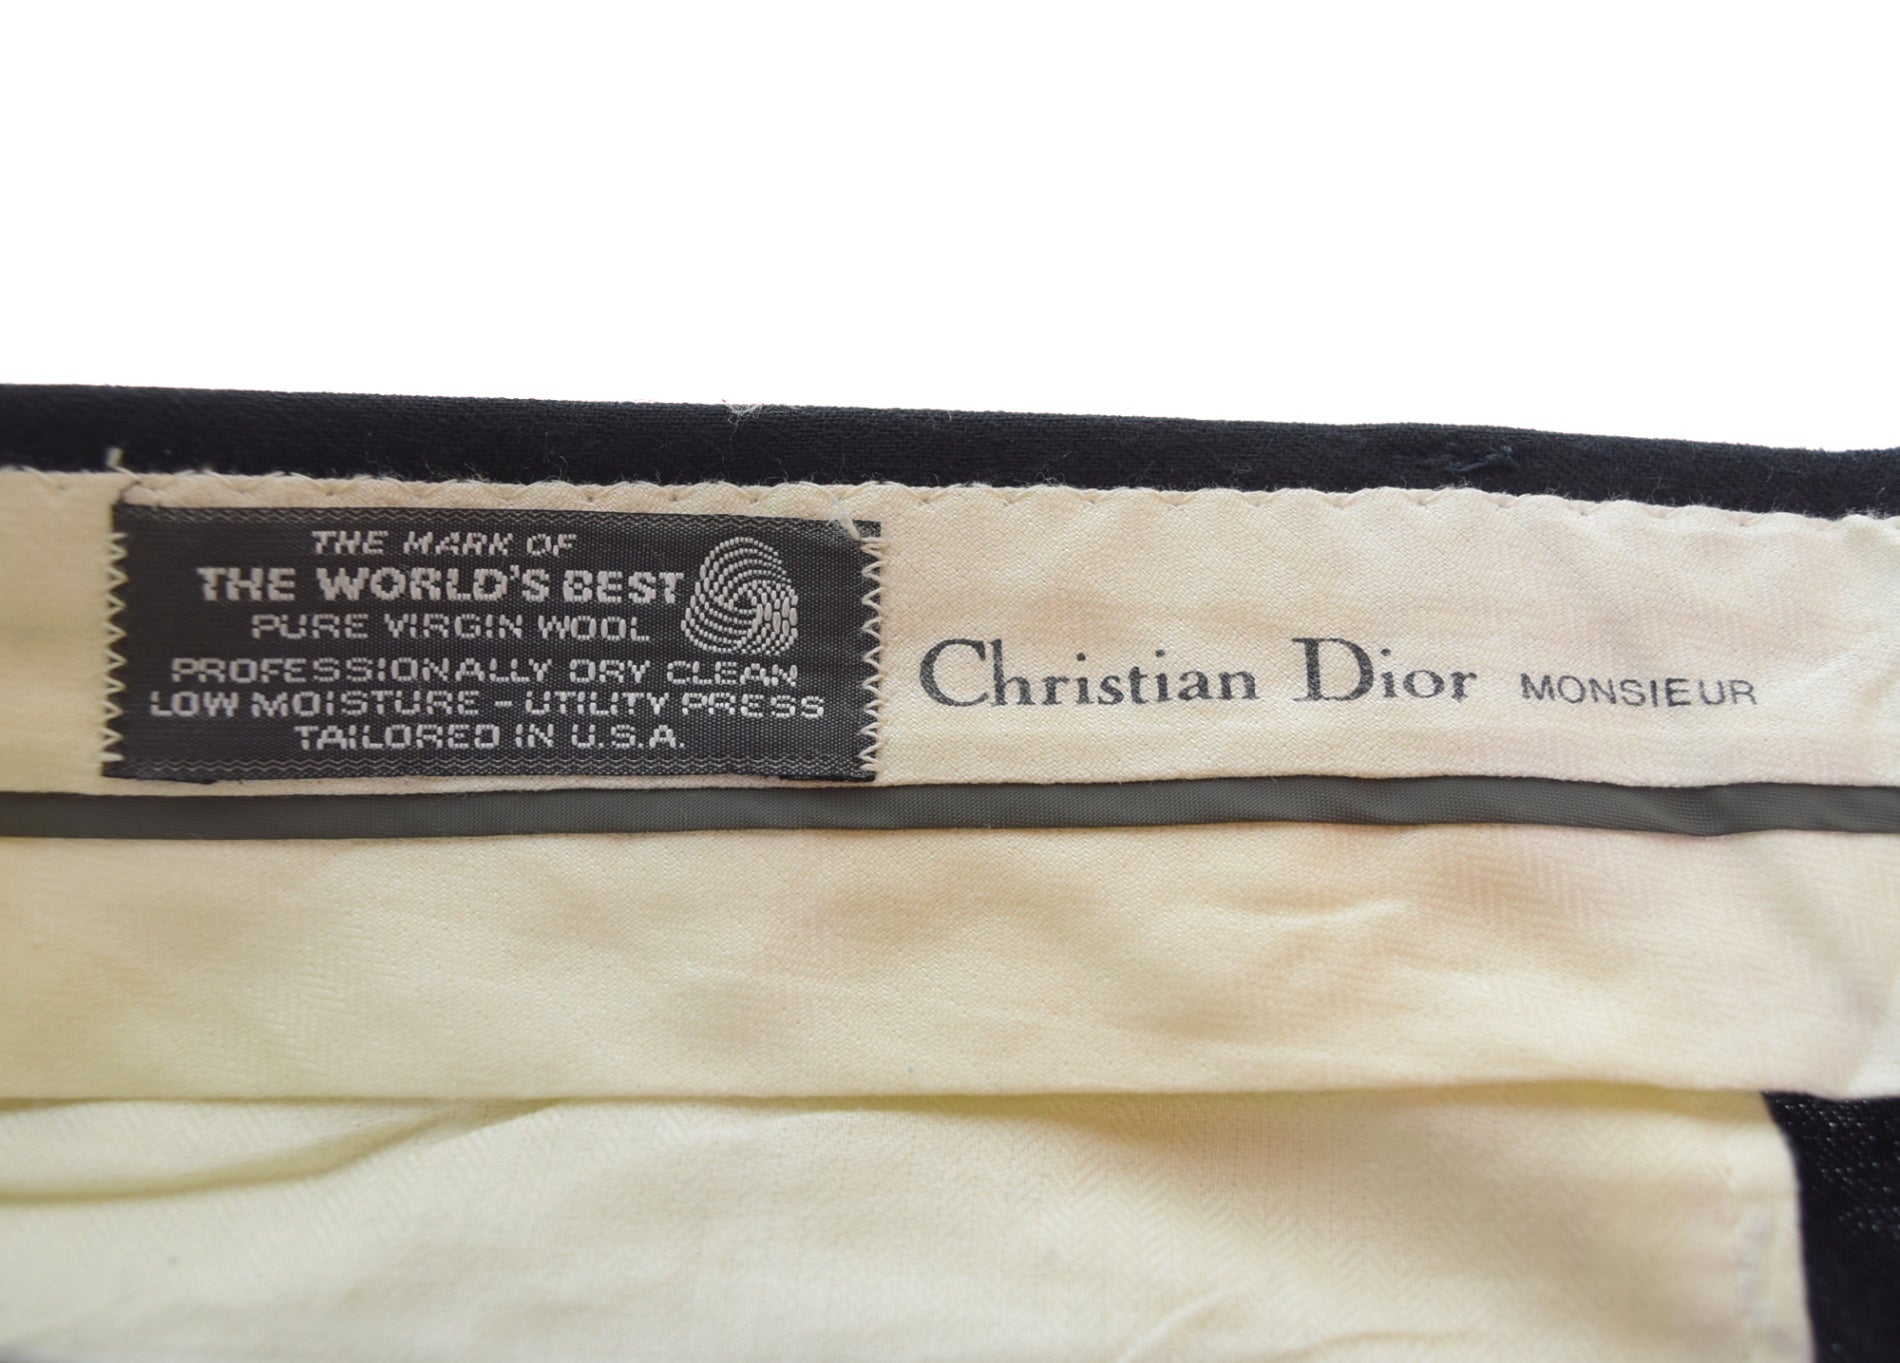 THE MARK OF
THE WORLD'S BEST
PURE VIRGIN WOOL
PROFESSIONALLY DRY CLEAN
LOW MOISTURE - UTILITY PRESS
TAILORED IN U.S.A.
Christian Dior MONSIEUR